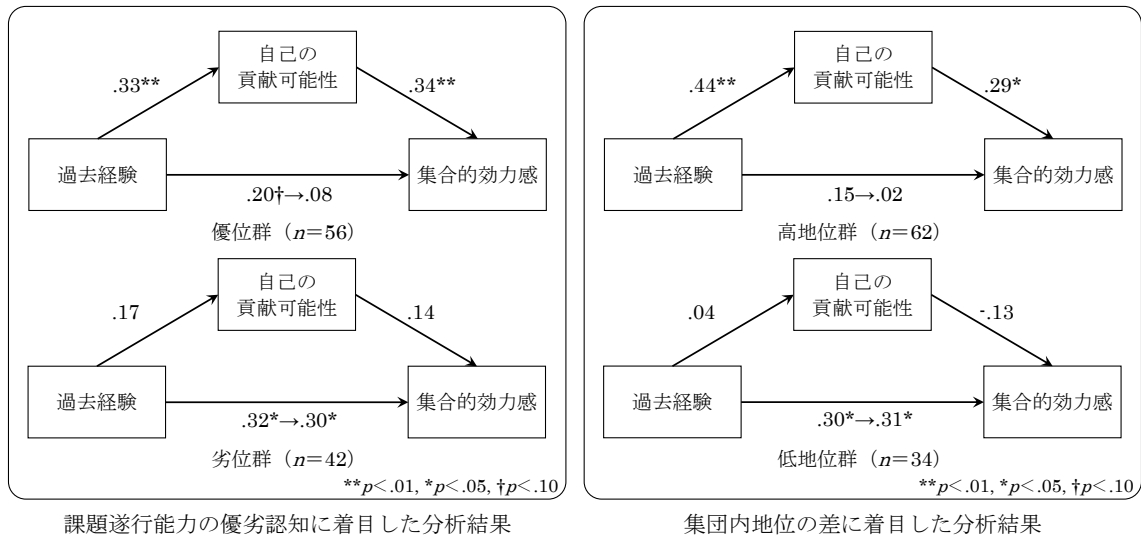 自己の
貢献可能性
.33**
.34**
過去経験
集合的効力感
.20†→.08
優位群（n＝56）
自己の
貢献可能性
.17
.14
過去経験
集合的効力感
.32*→.30*
劣位群（n＝42）
**p<.01, *p<.05, †p<.10
課題遂行能力の優劣認知に着目した分析結果
自己の
貢献可能性
.44**
.29*
過去経験
集合的効力感
.15→.02
高地位群（n＝62）
自己の
貢献可能性
.04
-.13
過去経験
集合的効力感
.30*→.31*
低地位群（n＝34）
**p<.01, *p<.05, †p<.10
集団内地位の差に着目した分析結果